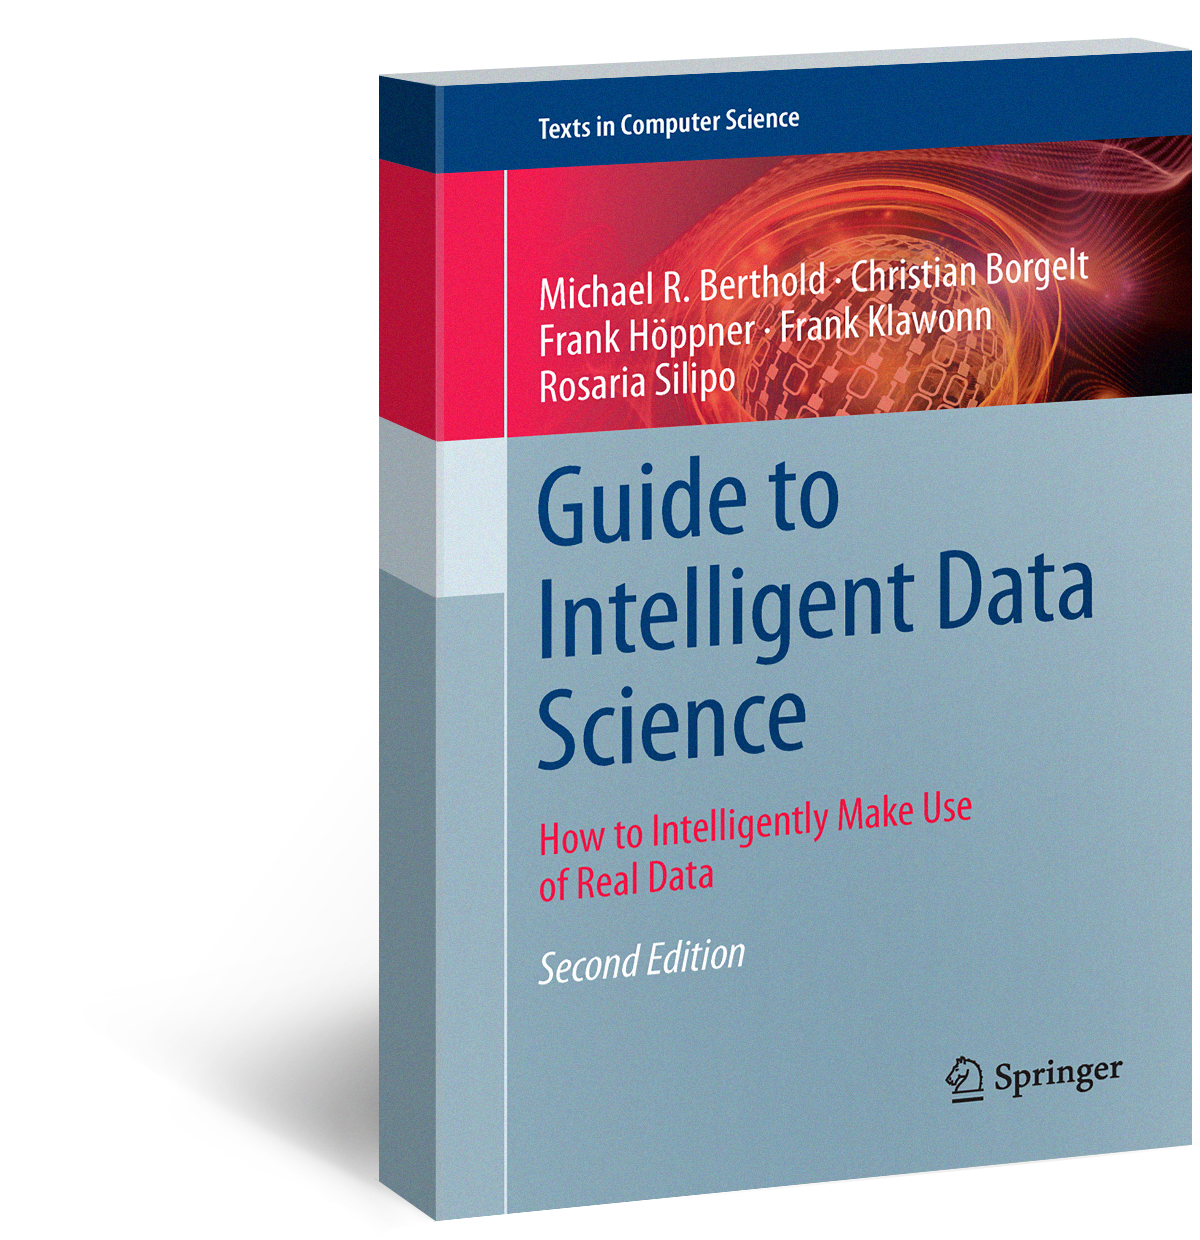 Texts in Computer Science
Michael R. Berthold · Christian Borgelt
Frank Höppner · Frank Klawonn
Rosaria Silipo
Guide to
Intelligent Data
Science
How to Intelligently Make Use
of Real Data
Second Edition
Springer